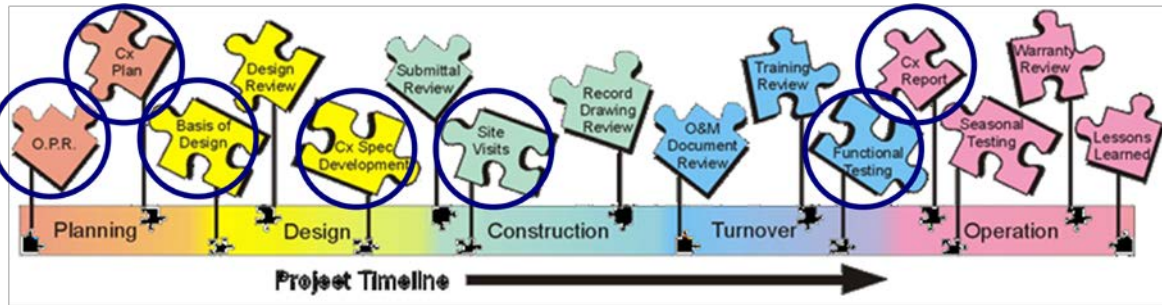 O.P.R.
Cx
Plan
Basis of
Design
Design
Review
Cx Spec
Development
Submittal
Review
Site
Visits
Record
Drawing
Review
O&M
Document
Review
Training
Review
Functional
Testing
Cx
Report
Seasonal
Testing
Warranty
Review
Lessons
Learned
Planning
Design
Construction
Turnover
Operation
Project Timeline